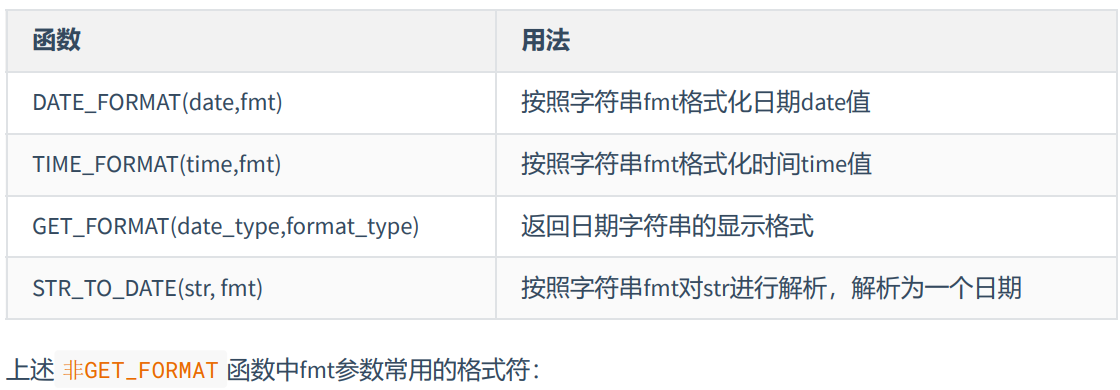 函数 用法
DATE_FORMAT(date,fmt) 按照字符串fmt格式化日期date值
TIME_FORMAT(time,fmt) 按照字符串fmt格式化时间time值
GET_FORMAT(date_type,format_type) 返回日期字符串的显示格式
STR_TO_DATE(str, fmt) 按照字符串fmt对str进行解析，解析为一个日期
上述 非GET_FORMAT 函数中fmt参数常用的格式符：